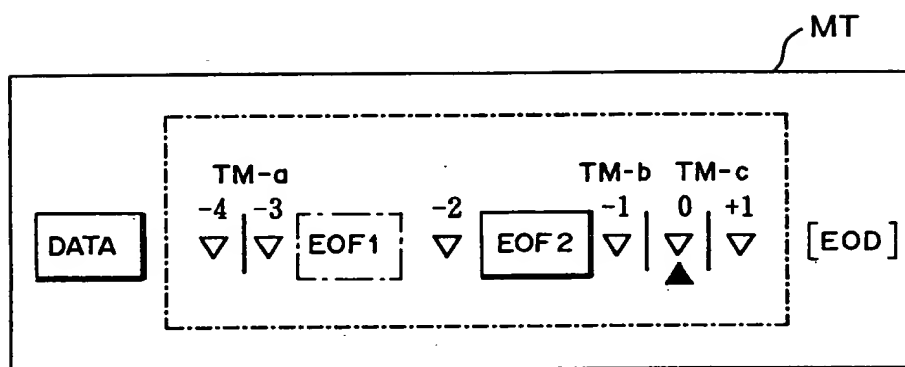 MT
TM-a TM-b TM-c
-4 -3 -2 -1 0 +1
DATA EOF1 EOF2 [EOD]